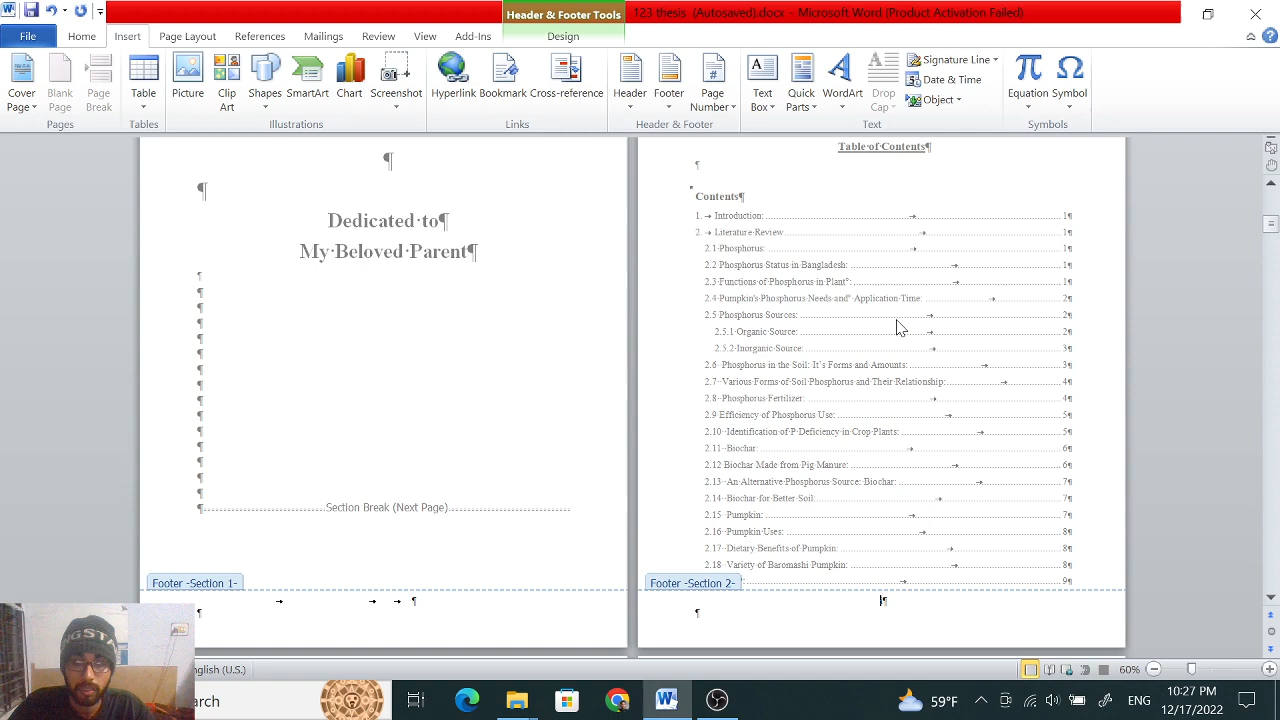 Header & Footer Tools
123 thesis (Autosaved).docx - Microsoft Word (Product Activation Failed)
File Home Insert Page Layout References Mailings Review View Add-Ins Design
Cover Page
Blank Page
Page Break
Table
Picture
Clip Art
Shapes
SmartArt
Chart
Screenshot
Hyperlink
Bookmark
Cross-reference
Header
Footer
Page Number
Text Box
Quick Parts
WordArt
Drop Cap
Signature Line
Date & Time
Object
Equation
Symbol
Pages Tables Illustrations Links Header & Footer Text Symbols
Dedicated·to¶
My·Beloved·Parent¶
Section Break (Next Page)
Footer -Section 1-
Table·of·Contents¶
Contents¶
1. → Introduction: 1¶
2. → Literature·Review 1¶
2.1·Phosphorus: 1¶
2.2·Phosphorus·Status·in·Bangladesh: 1¶
2.3·Functions·of·Phosphorus·in·Plant°: 1¶
2.4·Pumpkin's·Phosphorus·Needs·and°·Application·Time: 2¶
2.5·Phosphorus·Sources: 2¶
2.5.1·Organic·Source: 2¶
2.5.2·Inorganic·Source: 3¶
2.6··Phosphorus·in·the·Soil:·It's·Forms·and·Amounts: 3¶
2.7··Various·Forms·of·Soil·Phosphorus·and·Their·Relationship: 4¶
2.8··Phosphorus·Fertilizer: 4¶
2.9·Efficiency·of·Phosphorus·Use: 5¶
2.10··Identification·of·P·Deficiency·in·Crop·Plants: 5¶
2.11··Biochar: 6¶
2.12·Biochar·Made·from·Pig·Manure: 6¶
2.13··An·Alternative·Phosphorus·Source:·Biochar: 7¶
2.14··Biochar·for·Better·Soil: 7¶
2.15··Pumpkin: 7¶
2.16··Pumpkin·Uses: 8¶
2.17··Dietary·Benefits·of·Pumpkin: 8¶
2.18··Variety·of·Baromashi·Pumpkin: 8¶
: 9¶
Footer -Section 2-
English (U.S.)
60%
59°F
ENG
10:27 PM
12/17/2022